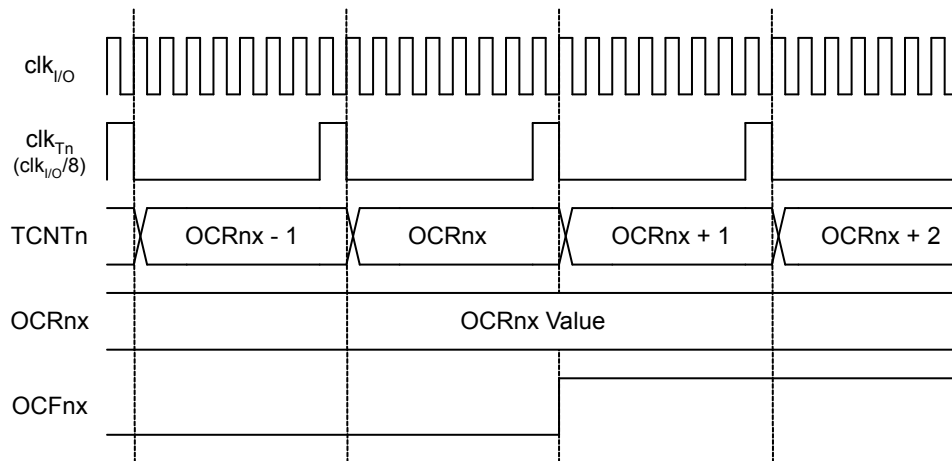 clkI/O
clkTn
(clkI/O/8)
TCNTn OCRnx - 1 OCRnx OCRnx + 1 OCRnx + 2
OCRnx OCRnx Value
OCFnx